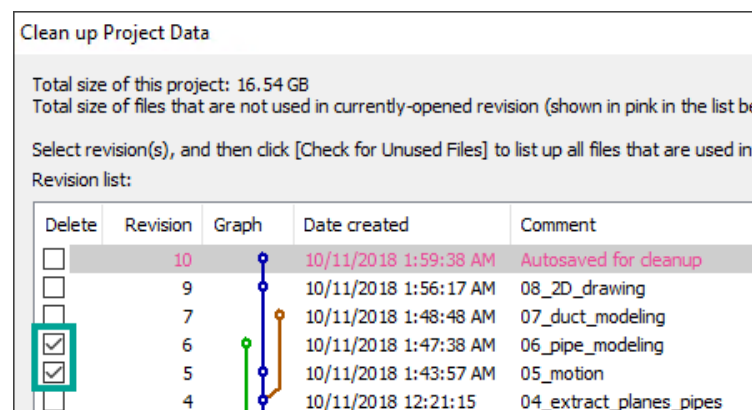 Clean up Project Data
Total size of this project: 16.54 GB
Total size of files that are not used in currently-opened revision (shown in pink in the list
Select revision(s), and then click [Check for Unused Files] to list up all files that are used in
Revision list:
Delete Revision Graph Date created Comment
10 10/11/2018 1:59:38 AM Autosaved for cleanup
9 10/11/2018 1:56:17 AM 08_2D_drawing
7 10/11/2018 1:48:48 AM 07_duct_modeling
6 10/11/2018 1:47:38 AM 06_pipe_modeling
5 10/11/2018 1:43:57 AM 05_motion
4 10/11/2018 12:21:15 04_extract_planes_pipes